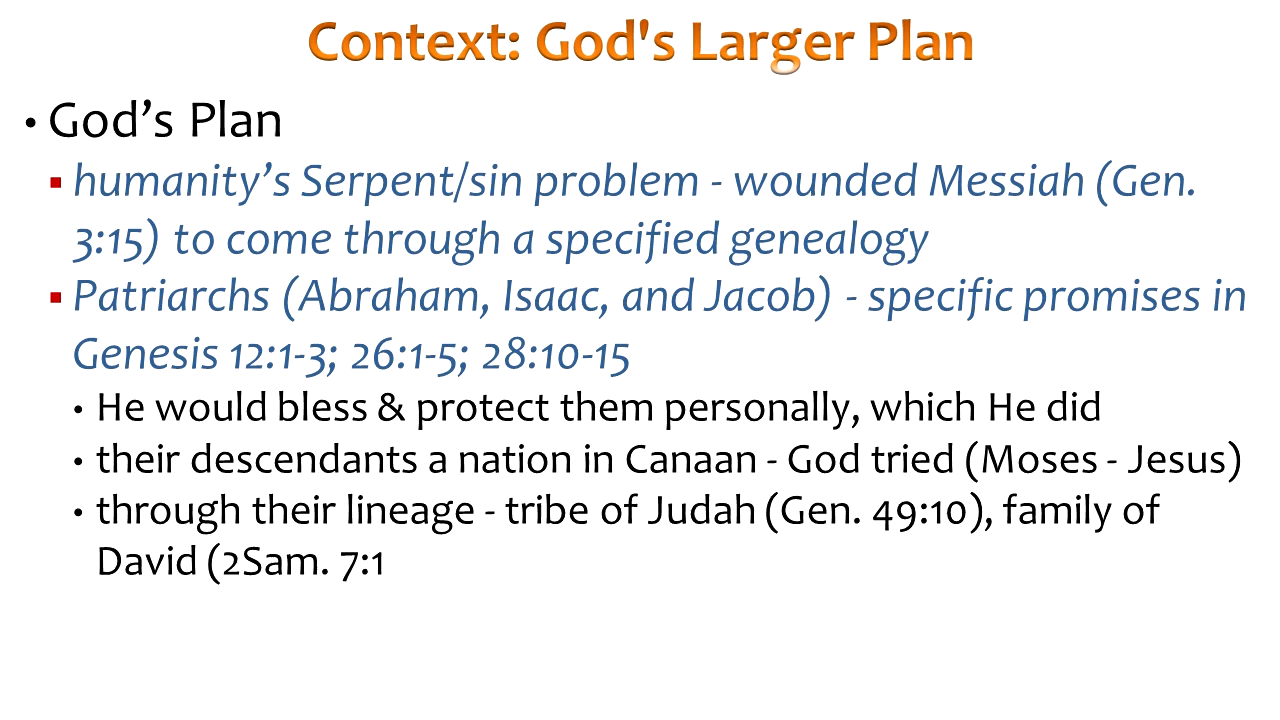 Context: God's Larger Plan
• God’s Plan
▪ humanity’s Serpent/sin problem - wounded Messiah (Gen.
3:15) to come through a specified genealogy
▪ Patriarchs (Abraham, Isaac, and Jacob) - specific promises in
Genesis 12:1-3; 26:1-5; 28:10-15
• He would bless & protect them personally, which He did
• their descendants a nation in Canaan - God tried (Moses - Jesus)
• through their lineage - tribe of Judah (Gen. 49:10), family of
David (2Sam. 7:1